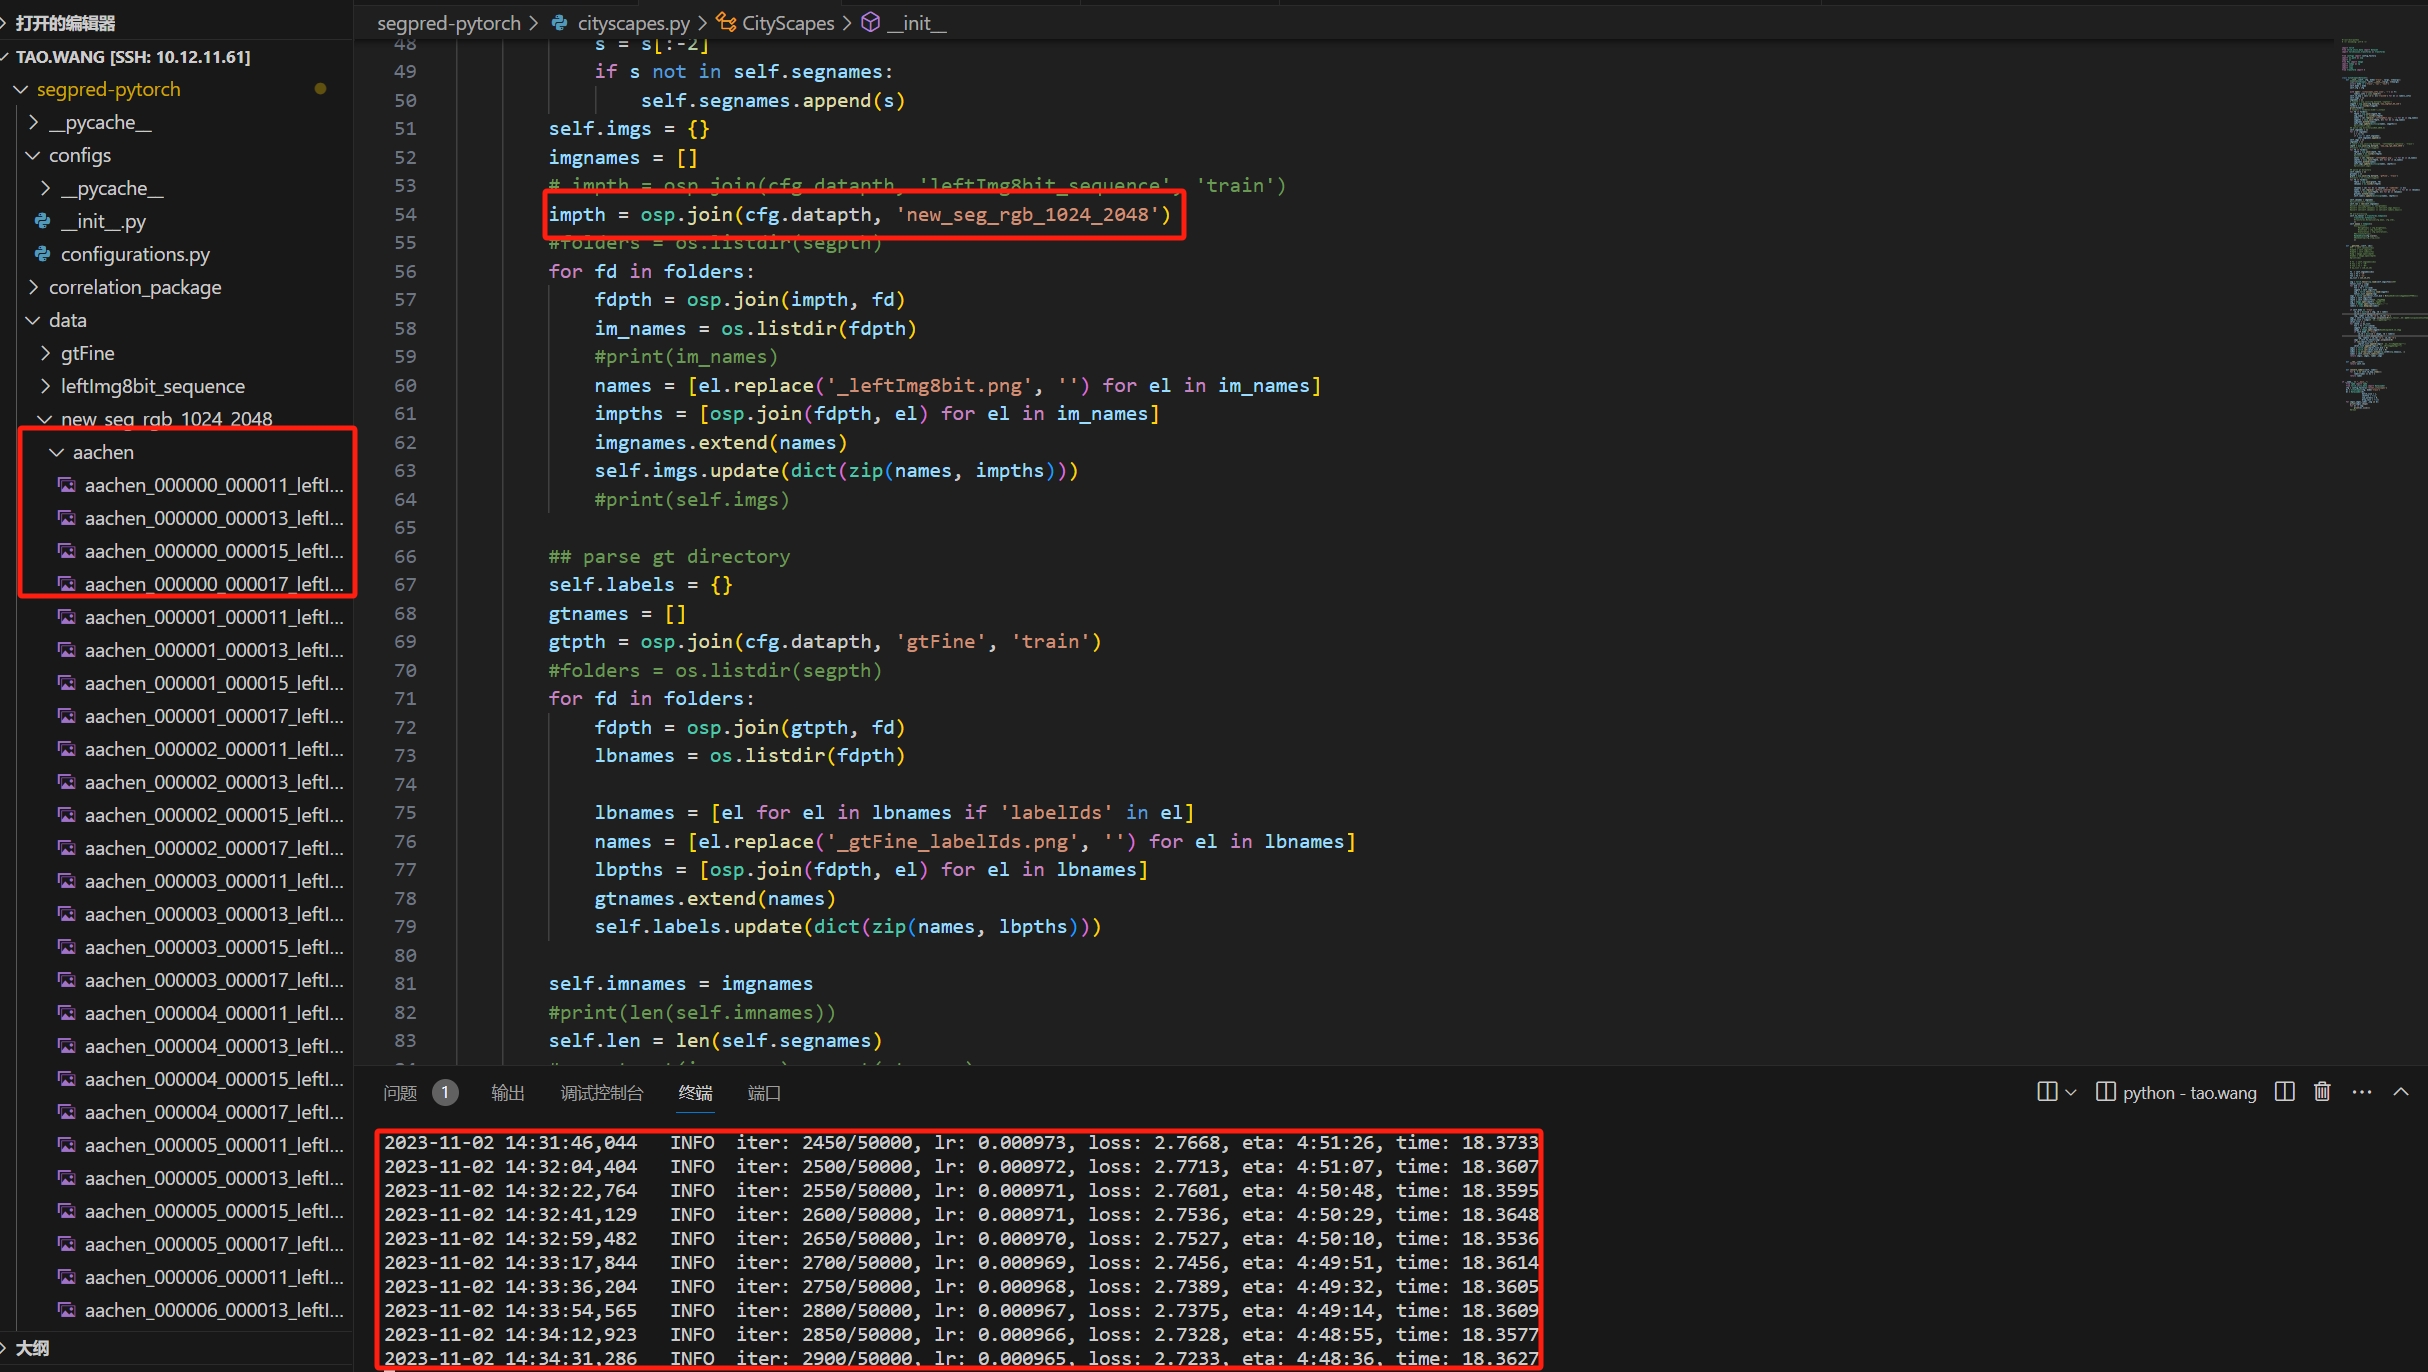 打开的编辑器
TAO.WANG [SSH: 10.12.11.61]
segpred-pytorch
__pycache__
configs
__pycache__
__init__.py
configurations.py
correlation_package
data
gtFine
leftImg8bit_sequence
new_seg_rgb_1024_2048
aachen
aachen_000000_000011_leftI...
aachen_000000_000013_leftI...
aachen_000000_000015_leftI...
aachen_000000_000017_leftI...
aachen_000001_000011_leftI...
aachen_000001_000013_leftI...
aachen_000001_000015_leftI...
aachen_000001_000017_leftI...
aachen_000002_000011_leftI...
aachen_000002_000013_leftI...
aachen_000002_000015_leftI...
aachen_000002_000017_leftI...
aachen_000003_000011_leftI...
aachen_000003_000013_leftI...
aachen_000003_000015_leftI...
aachen_000003_000017_leftI...
aachen_000004_000011_leftI...
aachen_000004_000013_leftI...
aachen_000004_000015_leftI...
aachen_000004_000017_leftI...
aachen_000005_000011_leftI...
aachen_000005_000013_leftI...
aachen_000005_000015_leftI...
aachen_000005_000017_leftI...
aachen_000006_000011_leftI...
aachen_000006_000013_leftI...
大纲
segpred-pytorch > cityscapes.py > CityScapes > __init__
48 s = s[:-2]
49 if s not in self.segnames:
50 self.segnames.append(s)
51 self.imgs = {}
52 imgnames = []
53 # impth = osp.join(cfg.datapth, 'leftImg8bit_sequence', 'train')
54 impth = osp.join(cfg.datapth, 'new_seg_rgb_1024_2048')
55 #folders = os.listdir(segpth)
56 for fd in folders:
57 fdpth = osp.join(impth, fd)
58 im_names = os.listdir(fdpth)
59 #print(im_names)
60 names = [el.replace('_leftImg8bit.png', '') for el in im_names]
61 impths = [osp.join(fdpth, el) for el in im_names]
62 imgnames.extend(names)
63 self.imgs.update(dict(zip(names, impths)))
64 #print(self.imgs)
65
66 ## parse gt directory
67 self.labels = {}
68 gtnames = []
69 gtpth = osp.join(cfg.datapth, 'gtFine', 'train')
70 #folders = os.listdir(segpth)
71 for fd in folders:
72 fdpth = osp.join(gtpth, fd)
73 lbnames = os.listdir(fdpth)
74
75 lbnames = [el for el in lbnames if 'labelIds' in el]
76 names = [el.replace('_gtFine_labelIds.png', '') for el in lbnames]
77 lbpths = [osp.join(fdpth, el) for el in lbnames]
78 gtnames.extend(names)
79 self.labels.update(dict(zip(names, lbpths)))
80
81 self.imnames = imgnames
82 #print(len(self.imnames))
83 self.len = len(self.segnames)
问题 1 输出 调试控制台 终端 端口 python - tao.wang
2023-11-02 14:31:46,044 INFO iter: 2450/50000, lr: 0.000973, loss: 2.7668, eta: 4:51:26, time: 18.3733
2023-11-02 14:32:04,404 INFO iter: 2500/50000, lr: 0.000972, loss: 2.7713, eta: 4:51:07, time: 18.3607
2023-11-02 14:32:22,764 INFO iter: 2550/50000, lr: 0.000971, loss: 2.7601, eta: 4:50:48, time: 18.3595
2023-11-02 14:32:41,129 INFO iter: 2600/50000, lr: 0.000971, loss: 2.7536, eta: 4:50:29, time: 18.3648
2023-11-02 14:32:59,482 INFO iter: 2650/50000, lr: 0.000970, loss: 2.7527, eta: 4:50:10, time: 18.3536
2023-11-02 14:33:17,844 INFO iter: 2700/50000, lr: 0.000969, loss: 2.7456, eta: 4:49:51, time: 18.3614
2023-11-02 14:33:36,204 INFO iter: 2750/50000, lr: 0.000968, loss: 2.7389, eta: 4:49:32, time: 18.3605
2023-11-02 14:33:54,565 INFO iter: 2800/50000, lr: 0.000967, loss: 2.7375, eta: 4:49:14, time: 18.3609
2023-11-02 14:34:12,923 INFO iter: 2850/50000, lr: 0.000966, loss: 2.7328, eta: 4:48:55, time: 18.3577
2023-11-02 14:34:31,286 INFO iter: 2900/50000, lr: 0.000965, loss: 2.7233, eta: 4:48:36, time: 18.3627